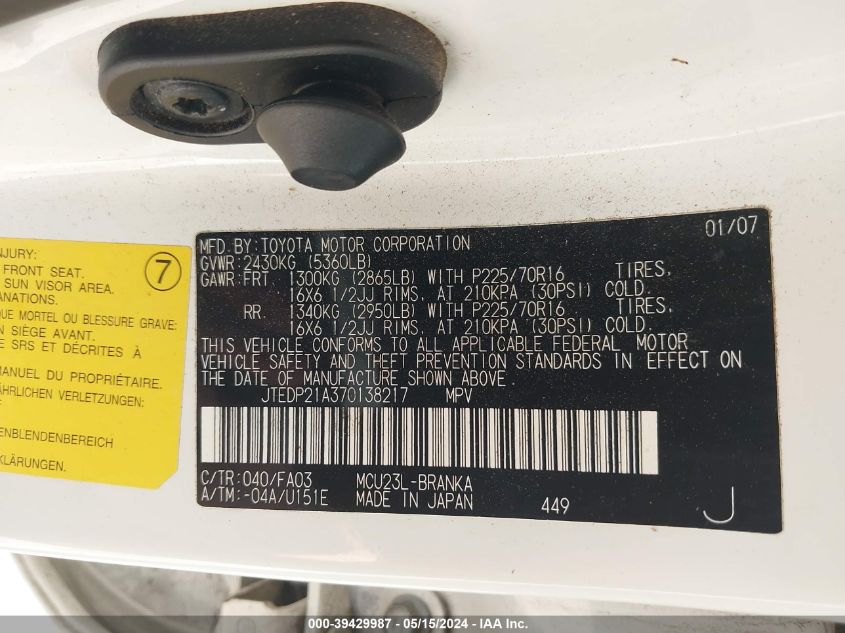 NJURY:
FRONT SEAT.
SUN VISOR AREA.
ANATIONS.
QUE MORTEL OU BLESSURE GRAVE:
N SIÈGE AVANT.
E SRS ET DÉCRITES À
MANUEL DU PROPRIÉTAIRE.
ÄHRLICHEN VERLETZUNGEN.
ENBLENDENBEREICH
KLÄRUNGEN.
7
01/07
MFD BY: TOYOTA MOTOR CORPORATION
GVWR: 2430KG (5360LB)
GAWR: FRT 1300KG (2865LB) WITH P225/70R16 TIRES,
16X6 1/2JJ RIMS, AT 210KPA (30PSI) COLD.
RR 1340KG (2950LB) WITH P225/70R16 TIRES,
16X6 1/2JJ RIMS, AT 210KPA (30PSI) COLD.
THIS VEHICLE CONFORMS TO ALL APPLICABLE FEDERAL MOTOR
VEHICLE SAFETY AND THEFT PREVENTION STANDARDS IN EFFECT ON
THE DATE OF MANUFACTURE SHOWN ABOVE.
JTEDP21A370138217 MPV
C/TR: 040/FA03 MCU23L-BRANKA
A/TM: -04A/U151E MADE IN JAPAN 449 J
000-39429987 - 05/15/2024 - IAA Inc.